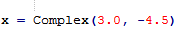 x = Complex(3.0, -4.5)